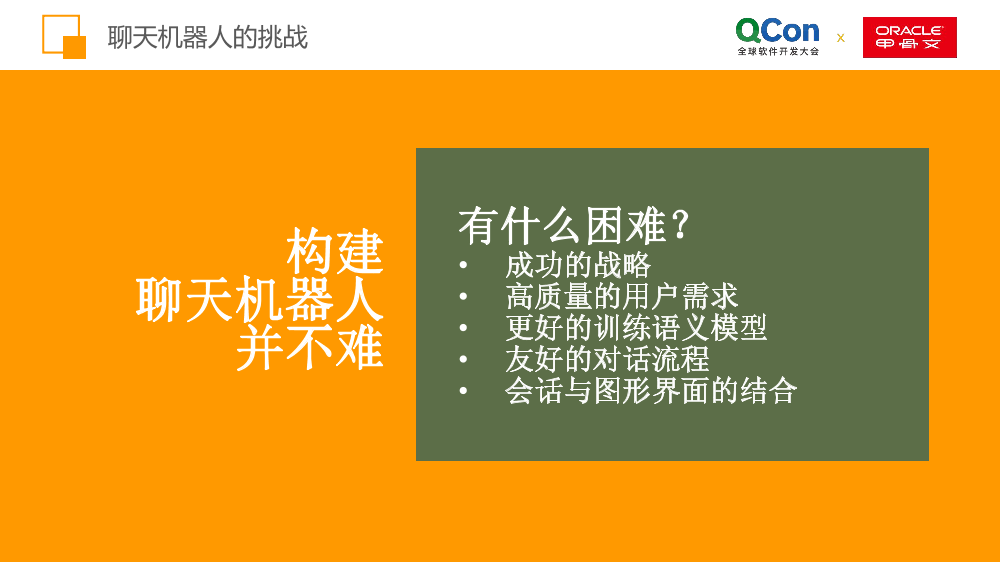 聊天机器人的挑战
QCon
全球软件开发大会
x
ORACLE
甲骨文
构建
聊天机器人
并不难
有什么困难？
• 成功的战略
• 高质量的用户需求
• 更好的训练语义模型
• 友好的对话流程
• 会话与图形界面的结合